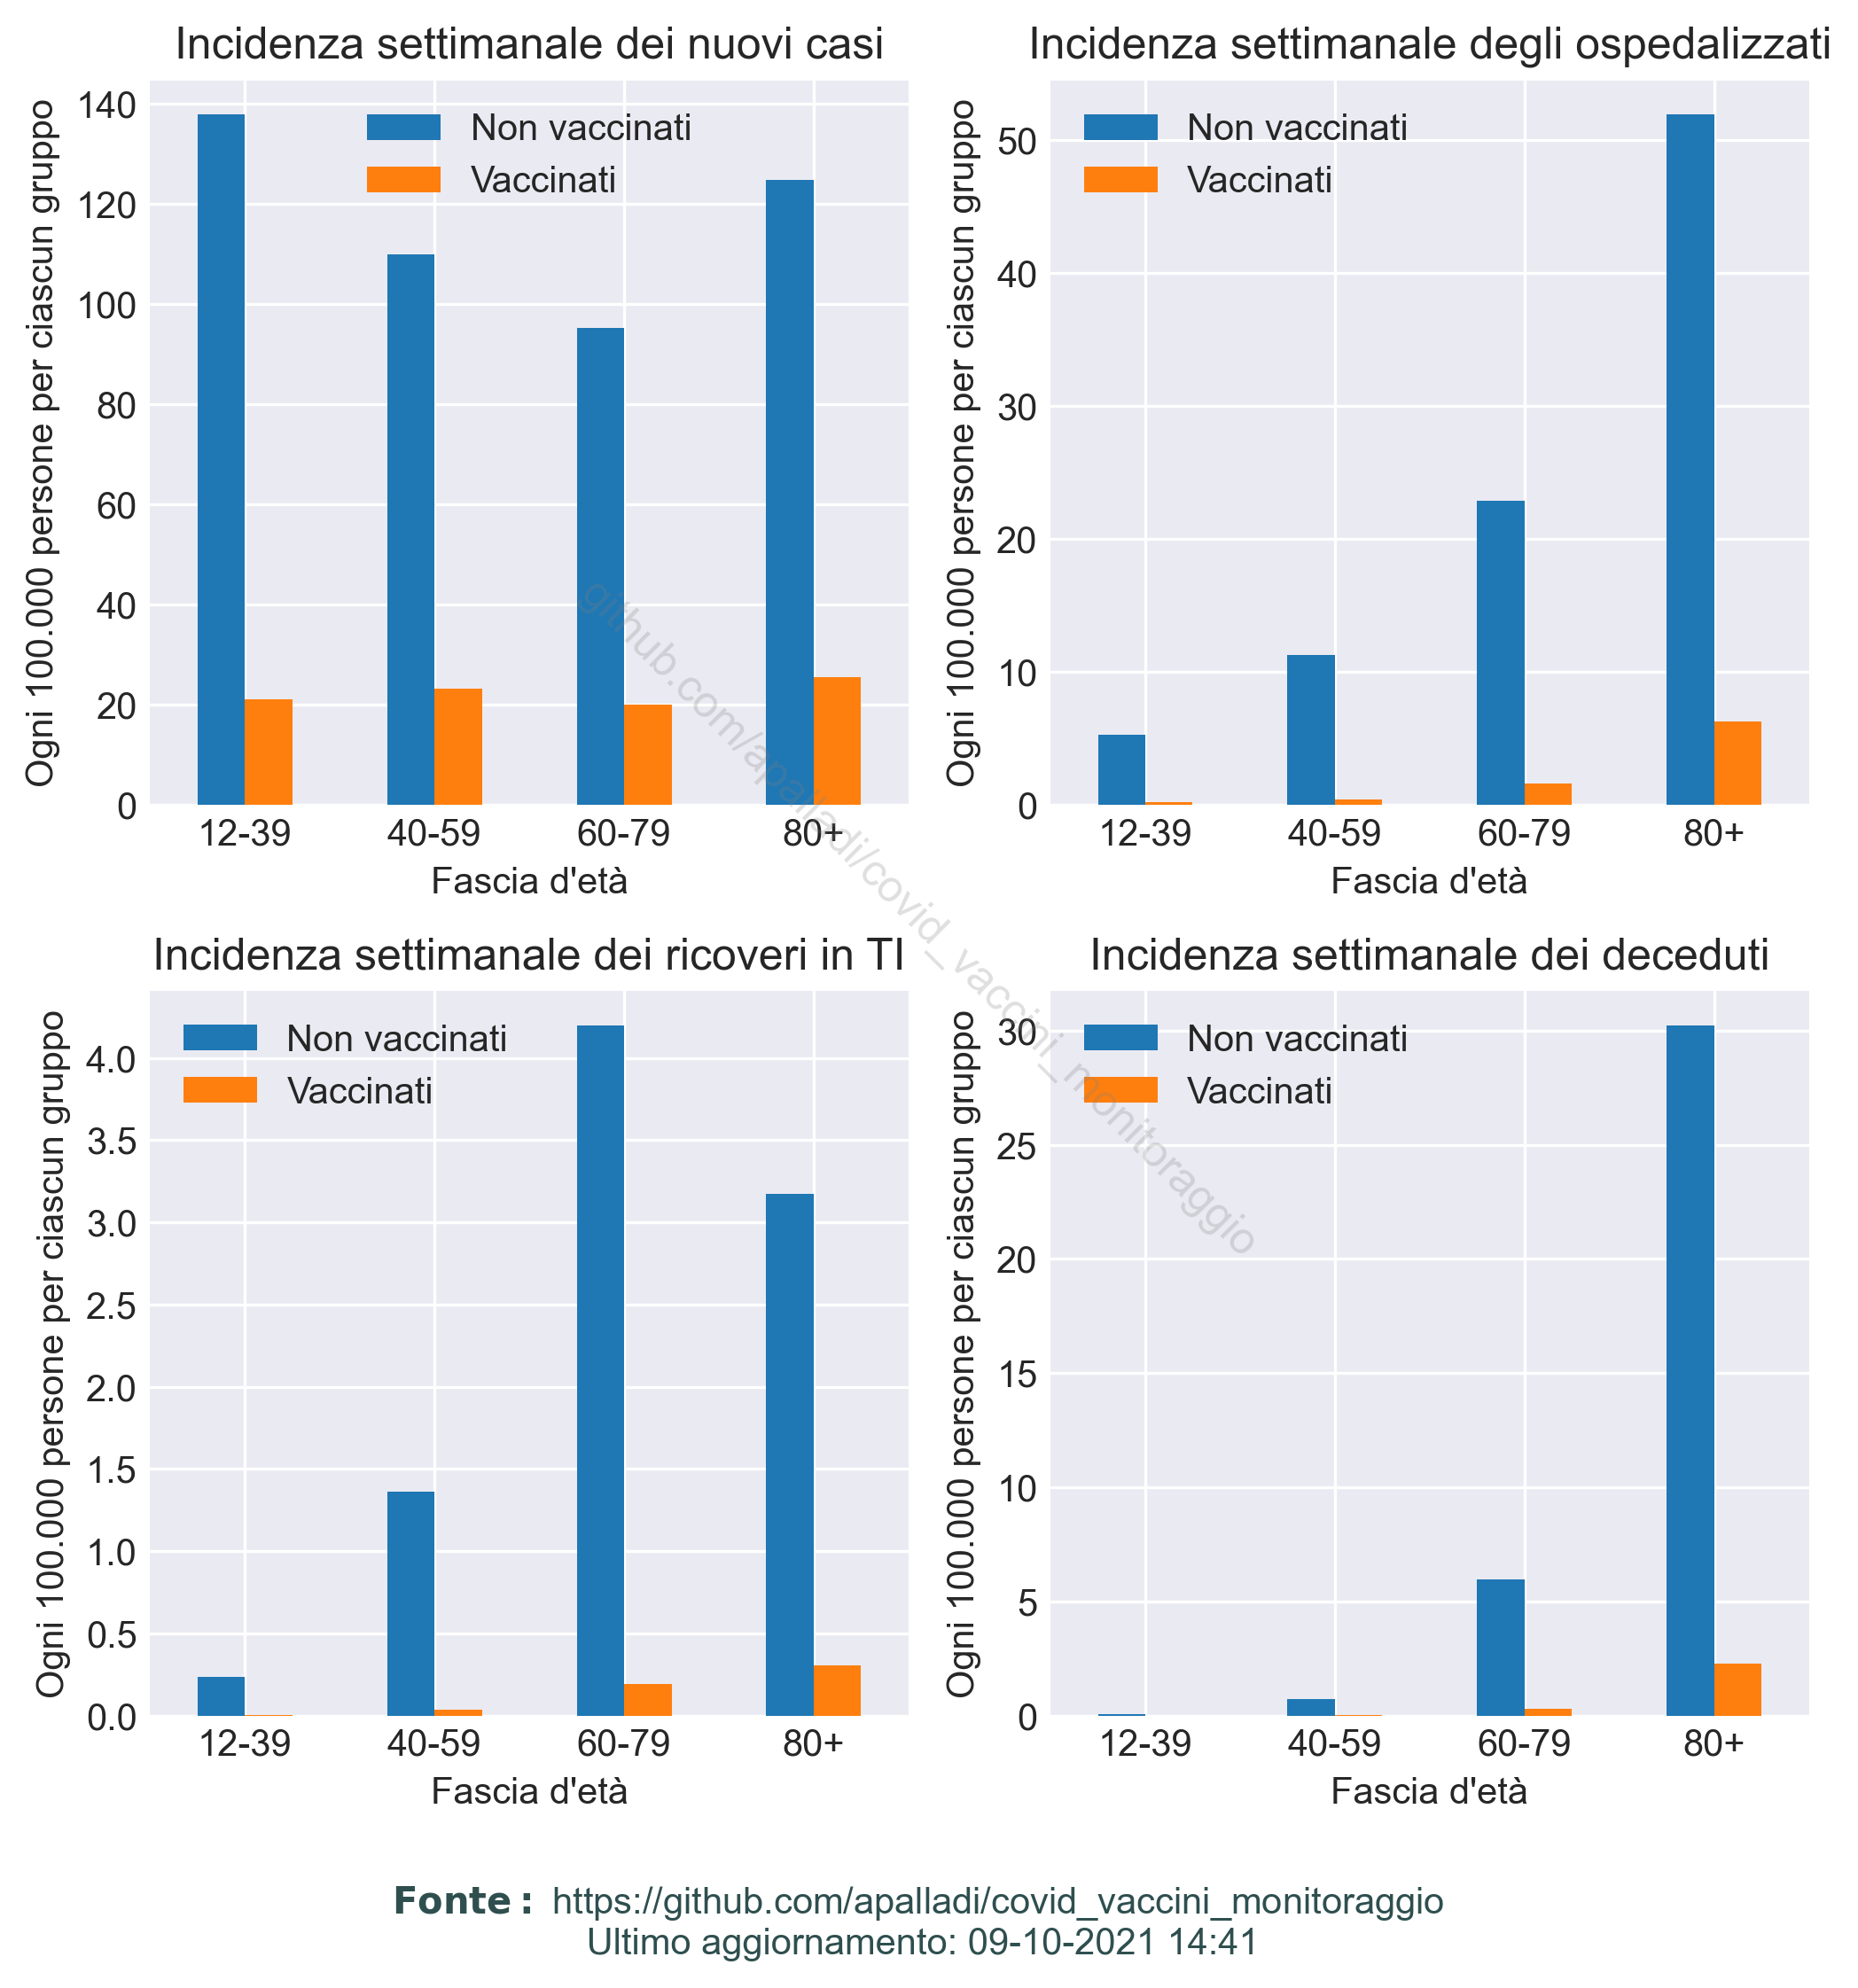 Incidenza settimanale dei nuovi casi
Ogni 100.000 persone per ciascun gruppo
140
120
100
80
60
40
20
0
Non vaccinati
Vaccinati
12-39 40-59 60-79 80+
Fascia d'età
Incidenza settimanale degli ospedalizzati
Ogni 100.000 persone per ciascun gruppo
50
40
30
20
10
0
Non vaccinati
Vaccinati
12-39 40-59 60-79 80+
Fascia d'età
Incidenza settimanale dei ricoveri in TI
Ogni 100.000 persone per ciascun gruppo
4.0
3.5
3.0
2.5
2.0
1.5
1.0
0.5
0.0
Non vaccinati
Vaccinati
12-39 40-59 60-79 80+
Fascia d'età
Incidenza settimanale dei deceduti
Ogni 100.000 persone per ciascun gruppo
30
25
20
15
10
5
0
Non vaccinati
Vaccinati
12-39 40-59 60-79 80+
Fascia d'età
github.com/apalladi/covid_vaccini_monitoraggio
Fonte: https://github.com/apalladi/covid_vaccini_monitoraggio
Ultimo aggiornamento: 09-10-2021 14:41